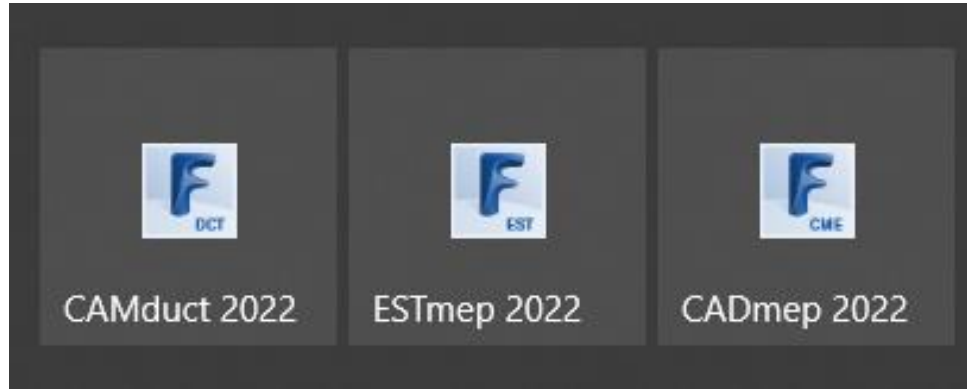 F DCT
F EST
F CME
CAMduct 2022
ESTmep 2022
CADmep 2022